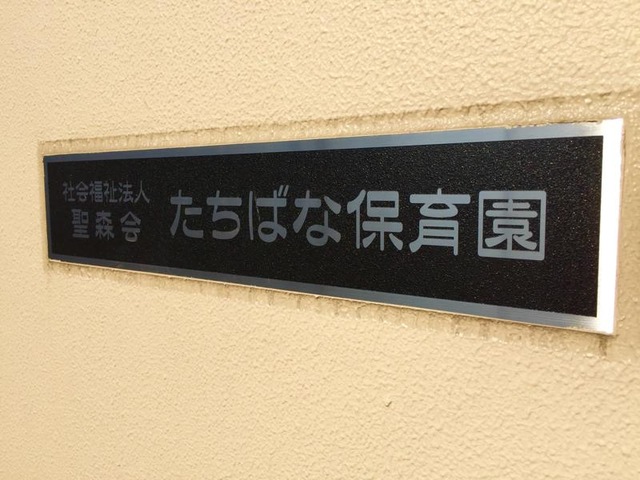 社会福祉法人
聖森会
たちばな保育園